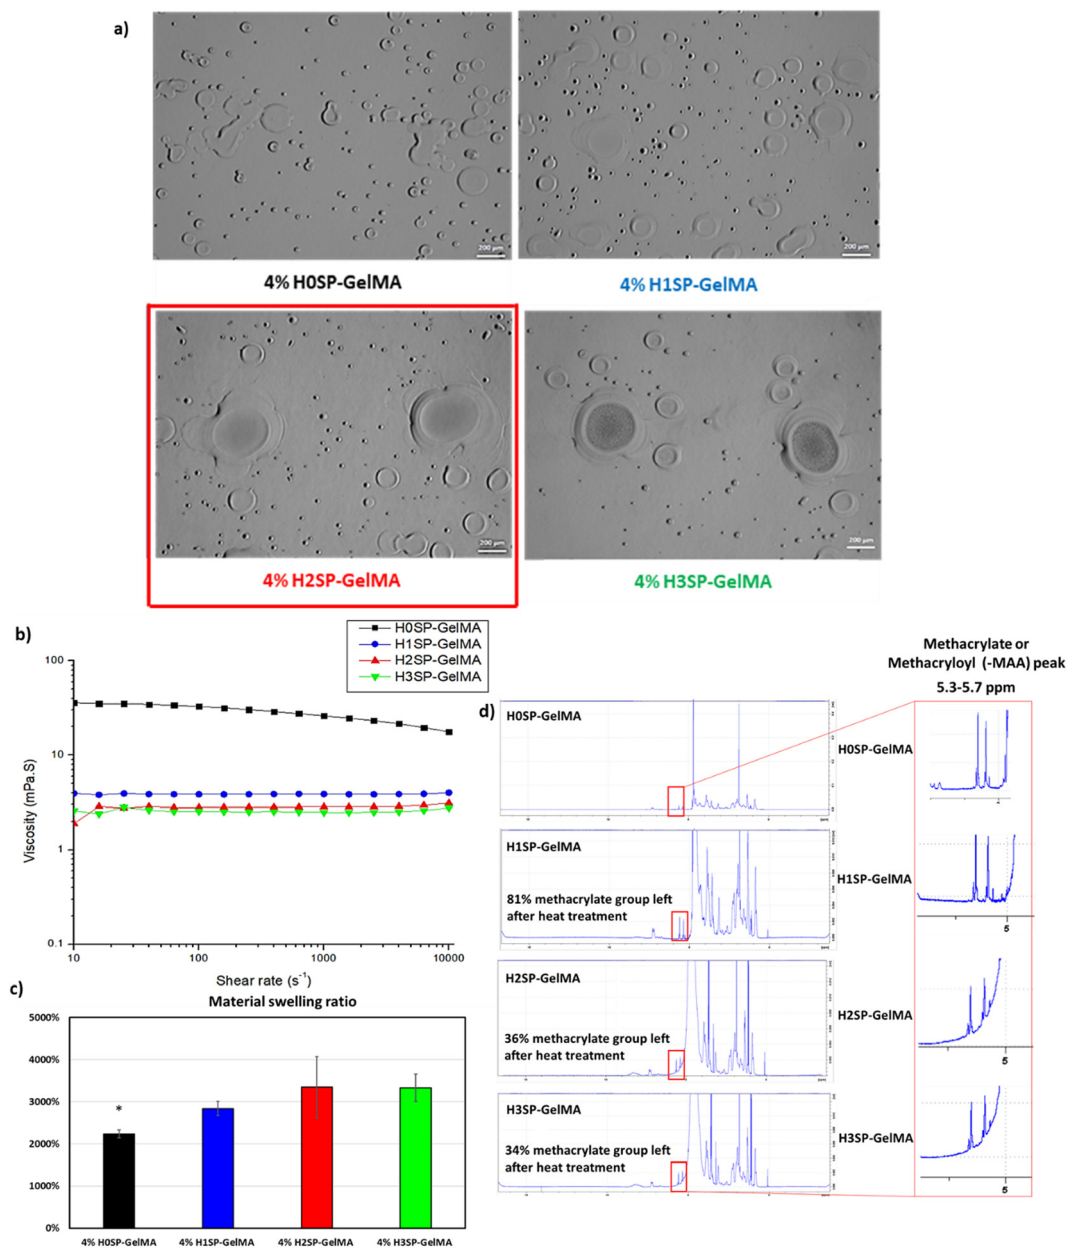 a)
200 μm
200 μm
4% H0SP-GelMA
4% H1SP-GelMA
200 μm
200 μm
4% H2SP-GelMA
4% H3SP-GelMA
b)
H0SP-GelMA
H1SP-GelMA
H2SP-GelMA
H3SP-GelMA
100
10
1
0.1
Viscosity (mPa.S)
10
100
1000
10000
Shear rate (s⁻¹)
c)
Material swelling ratio
5000%
4000%
3000%
2000%
1000%
0%
*
4% H0SP-GelMA
4% H1SP-GelMA
4% H2SP-GelMA
4% H3SP-GelMA
Methacrylate or
Methacryloyl (-MAA) peak
5.3-5.7 ppm
d)
H0SP-GelMA
H0SP-GelMA
H1SP-GelMA
81% methacrylate group left
after heat treatment
H1SP-GelMA
5
H2SP-GelMA
36% methacrylate group left
after heat treatment
H2SP-GelMA
5
H3SP-GelMA
34% methacrylate group left
after heat treatment
H3SP-GelMA
5